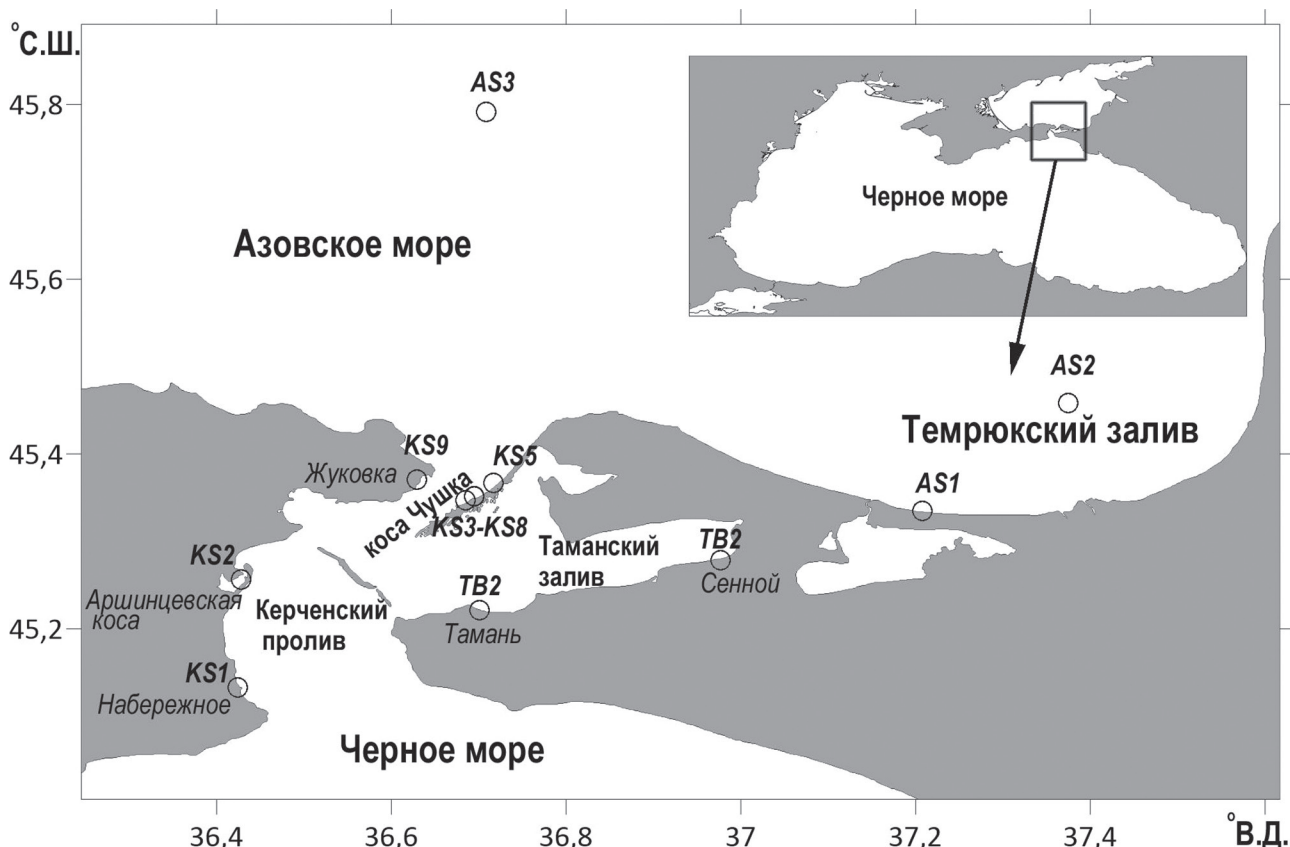 °С.Ш.
45,8
AS3
Черное море
Азовское море
45,6
AS2
Темрюкский залив
45,4
KS9
KS5
Жуковка
коса Чушка
AS1
KS3-KS8
KS2
Таманский
залив
TB2
Сенной
Аршинцевская
коса
Керченский
пролив
TB2
Тамань
45,2
KS1
Набережное
Черное море
36,4
36,6
36,8
37
37,2
37,4
°В.Д.